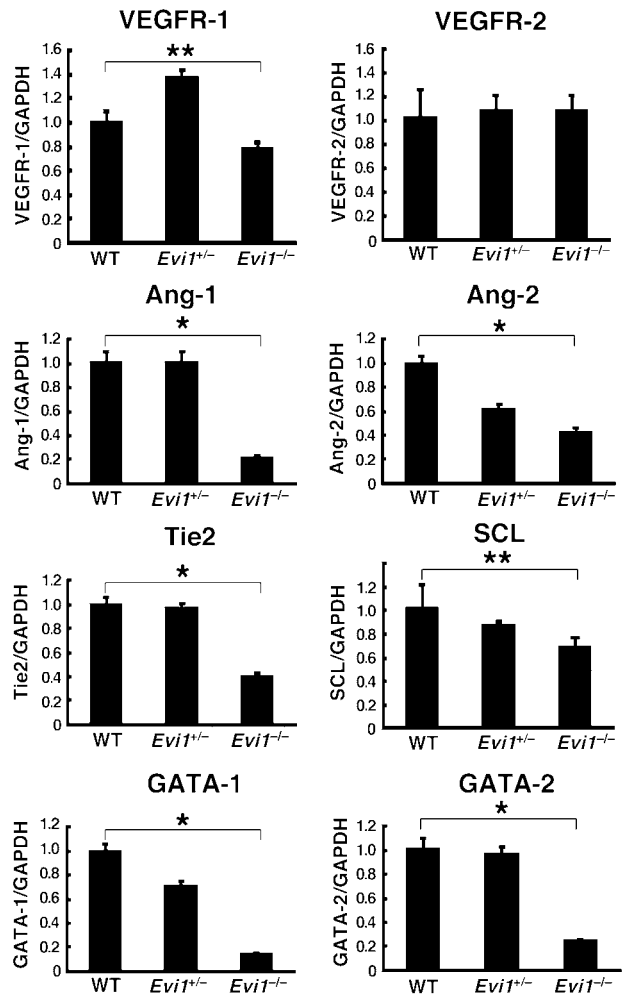 VEGFR-1
**
VEGFR-1/GAPDH
1.6
1.4
1.2
1.0
0.8
0.6
0.4
0.2
0
WT Evi1+/– Evi1–/–
VEGFR-2
VEGFR-2/GAPDH
1.6
1.4
1.2
1.0
0.8
0.6
0.4
0.2
0
WT Evi1+/– Evi1–/–
Ang-1
*
Ang-1/GAPDH
1.2
1.0
0.8
0.6
0.4
0.2
0
WT Evi1+/– Evi1–/–
Ang-2
*
Ang-2/GAPDH
1.2
1.0
0.8
0.6
0.4
0.2
0
WT Evi1+/– Evi1–/–
Tie2
*
Tie2/GAPDH
1.2
1.0
0.8
0.6
0.4
0.2
0
WT Evi1+/– Evi1–/–
SCL
**
SCL/GAPDH
1.2
1.0
0.8
0.6
0.4
0.2
0
WT Evi1+/– Evi1–/–
GATA-1
*
GATA-1/GAPDH
1.2
1.0
0.8
0.6
0.4
0.2
0
WT Evi1+/– Evi1–/–
GATA-2
*
GATA-2/GAPDH
1.2
1.0
0.8
0.6
0.4
0.2
0
WT Evi1+/– Evi1–/–